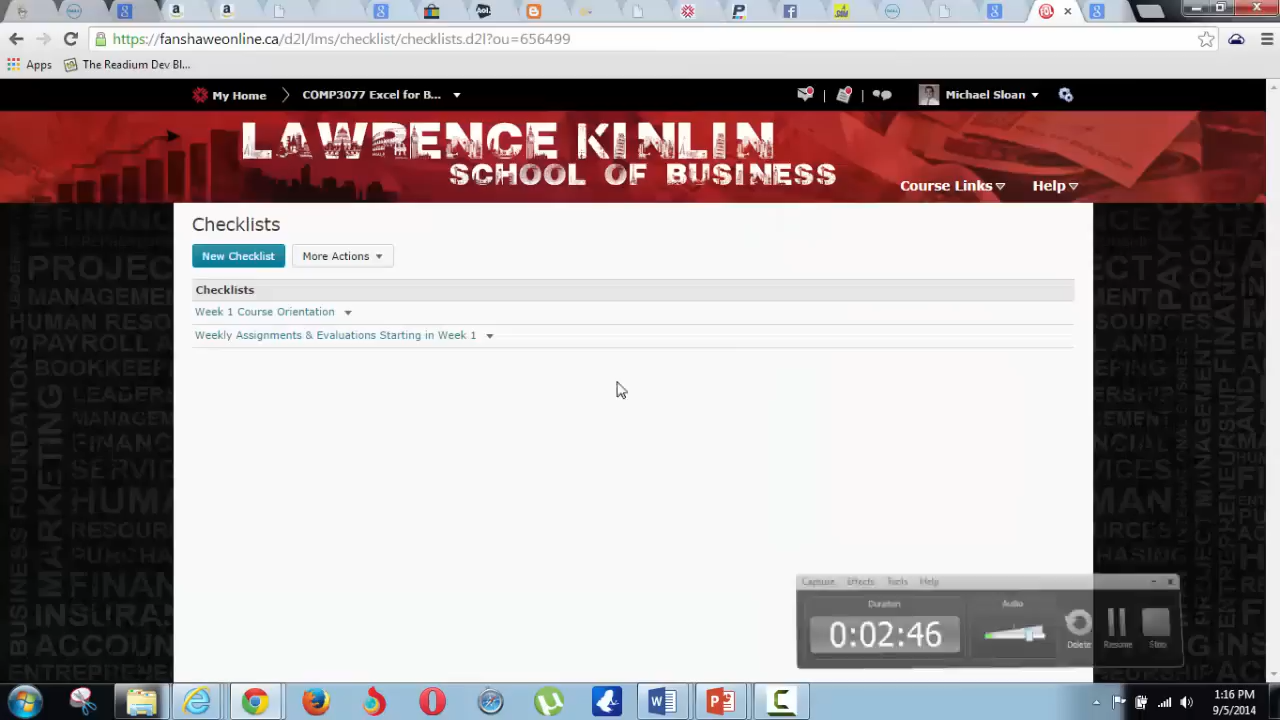 https://fanshaweonline.ca/d2l/lms/checklist/checklists.d2l?ou=656499
Apps
The Readium Dev Bl...
My Home
COMP3077 Excel for B...
Michael Sloan
LAWRENCE KINLIN
SCHOOL OF BUSINESS
Course Links
Help
Checklists
New Checklist
More Actions
Checklists
Week 1 Course Orientation
Weekly Assignments & Evaluations Starting in Week 1
Capture Effects Tools Help
Duration
Audio
0:02:46
Delete
Resume
Stop
1:16 PM
9/5/2014